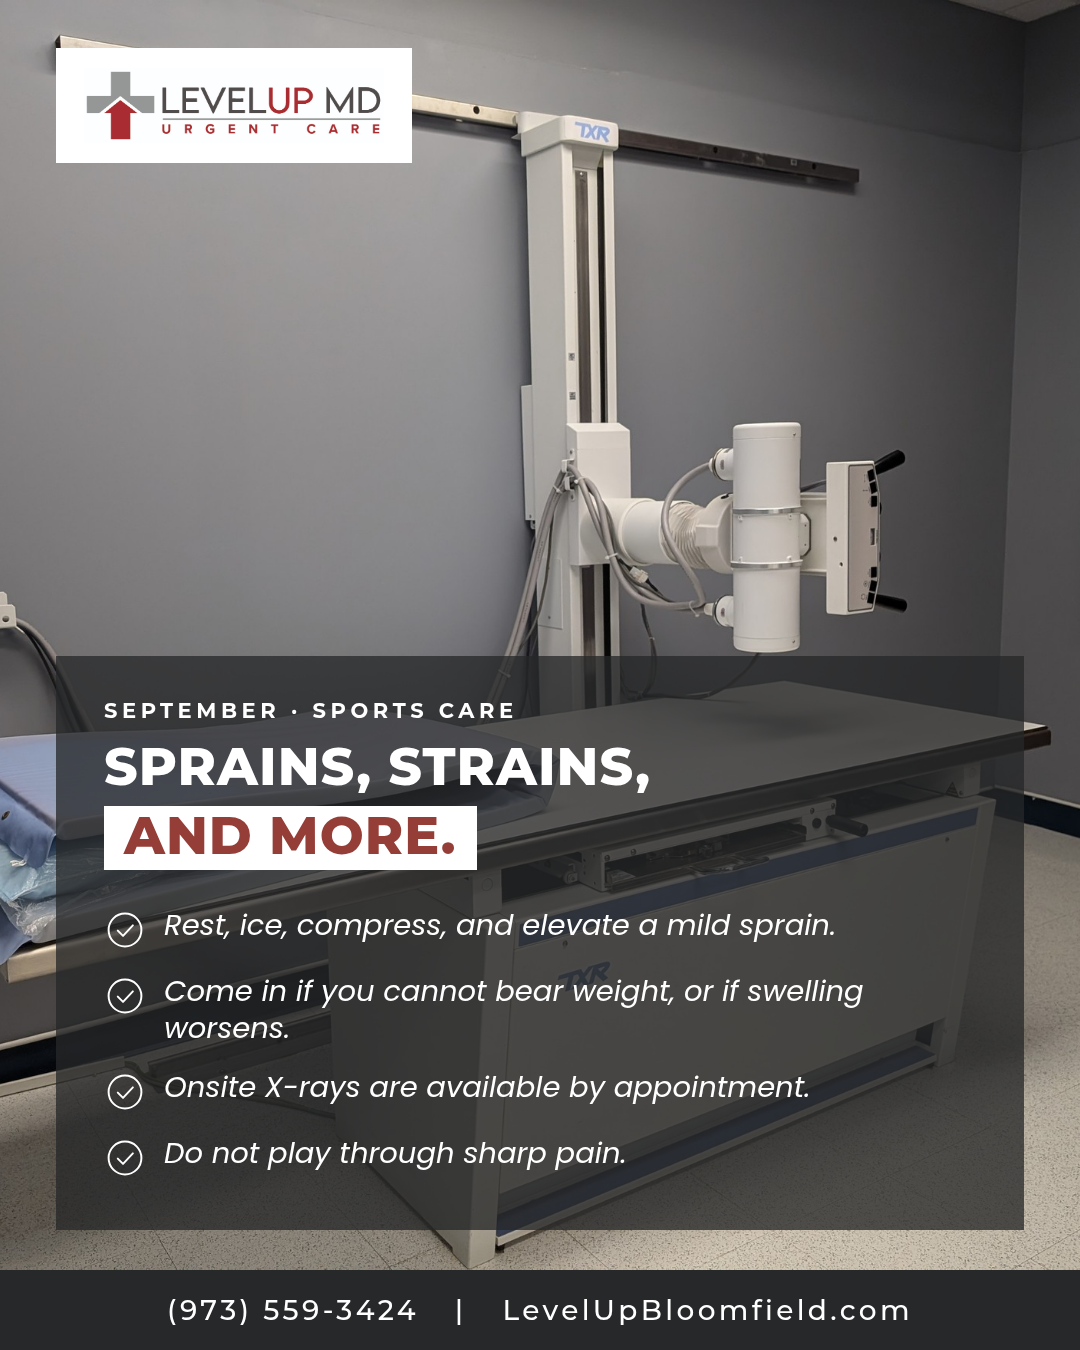 LEVELUP MD
URGENT CARE
TXR
SEPTEMBER · SPORTS CARE
SPRAINS, STRAINS,
AND MORE.
Rest, ice, compress, and elevate a mild sprain.
Come in if you cannot bear weight, or if swelling
worsens.
TXR
Onsite X-rays are available by appointment.
Do not play through sharp pain.
(973) 559-3424 | LevelUpBloomfield.com